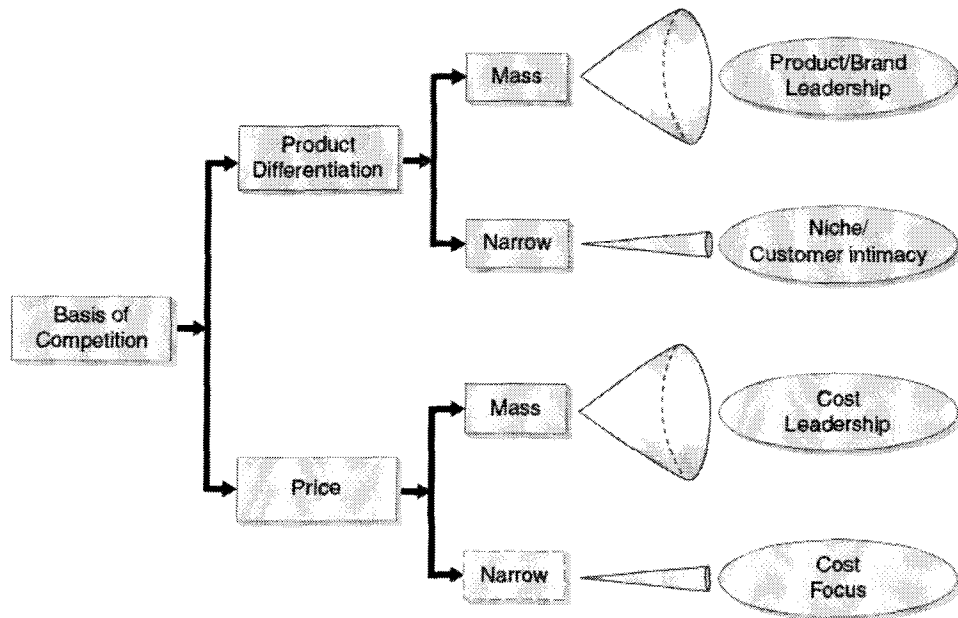 Mass
Product/Brand
Leadership
Product
Differentiation
Narrow
Niche/
Customer intimacy
Basis of
Competition
Mass
Cost
Leadership
Price
Narrow
Cost
Focus